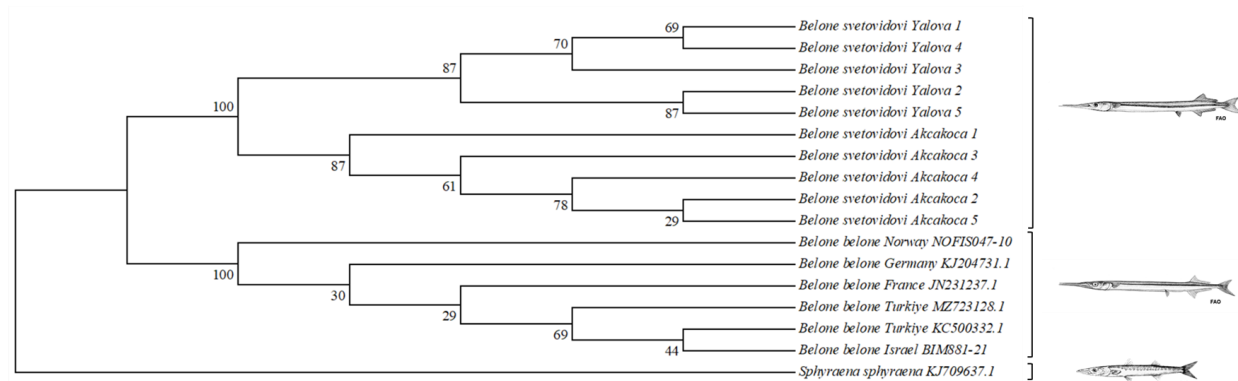 69
Belone svetovidovi Yalova 1
70
Belone svetovidovi Yalova 4
87
Belone svetovidovi Yalova 3
Belone svetovidovi Yalova 2
100
87
Belone svetovidovi Yalova 5
FAO
Belone svetovidovi Akcakoca 1
87
Belone svetovidovi Akcakoca 3
61
Belone svetovidovi Akcakoca 4
78
Belone svetovidovi Akcakoca 2
29
Belone svetovidovi Akcakoca 5
Belone belone Norway NOFIS047-10
100
Belone belone Germany KJ204731.1
30
Belone belone France JN231237.1
FAO
29
Belone belone Turkiye MZ723128.1
69
Belone belone Turkiye KC500332.1
44
Belone belone Israel BIM881-21
Sphyraena sphyraena KJ709637.1